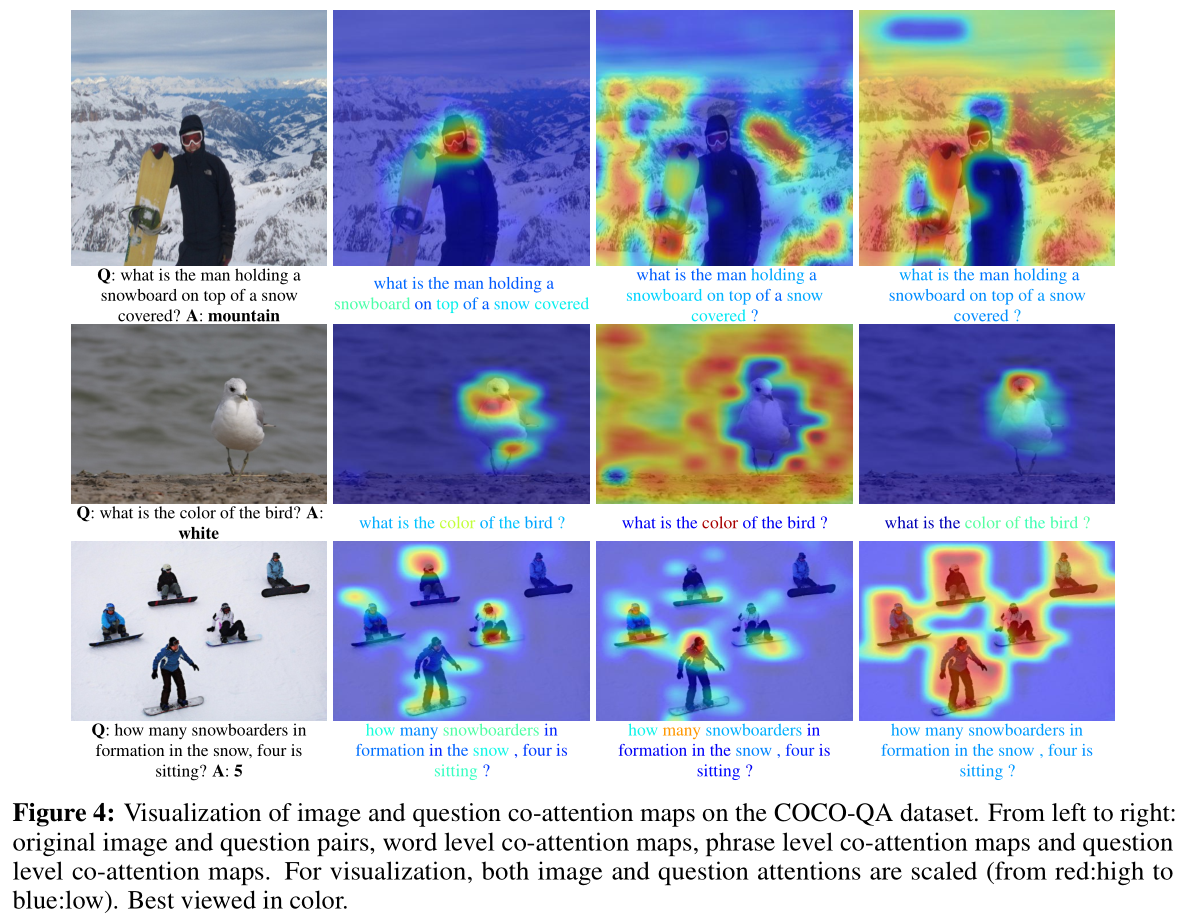 Q: what is the man holding a
snowboard on top of a snow
covered? A: mountain
what is the man holding a
snowboard on top of a snow covered
what is the man holding a
snowboard on top of a snow
covered ?
what is the man holding a
snowboard on top of a snow
covered ?
Q: what is the color of the bird? A:
white
what is the color of the bird ?
what is the color of the bird ?
what is the color of the bird ?
Q: how many snowboarders in
formation in the snow, four is
sitting? A: 5
how many snowboarders in
formation in the snow , four is
sitting ?
how many snowboarders in
formation in the snow , four is
sitting ?
how many snowboarders in
formation in the snow , four is
sitting ?
Figure 4: Visualization of image and question co-attention maps on the COCO-QA dataset. From left to right:
original image and question pairs, word level co-attention maps, phrase level co-attention maps and question
level co-attention maps. For visualization, both image and question attentions are scaled (from red:high to
blue:low). Best viewed in color.